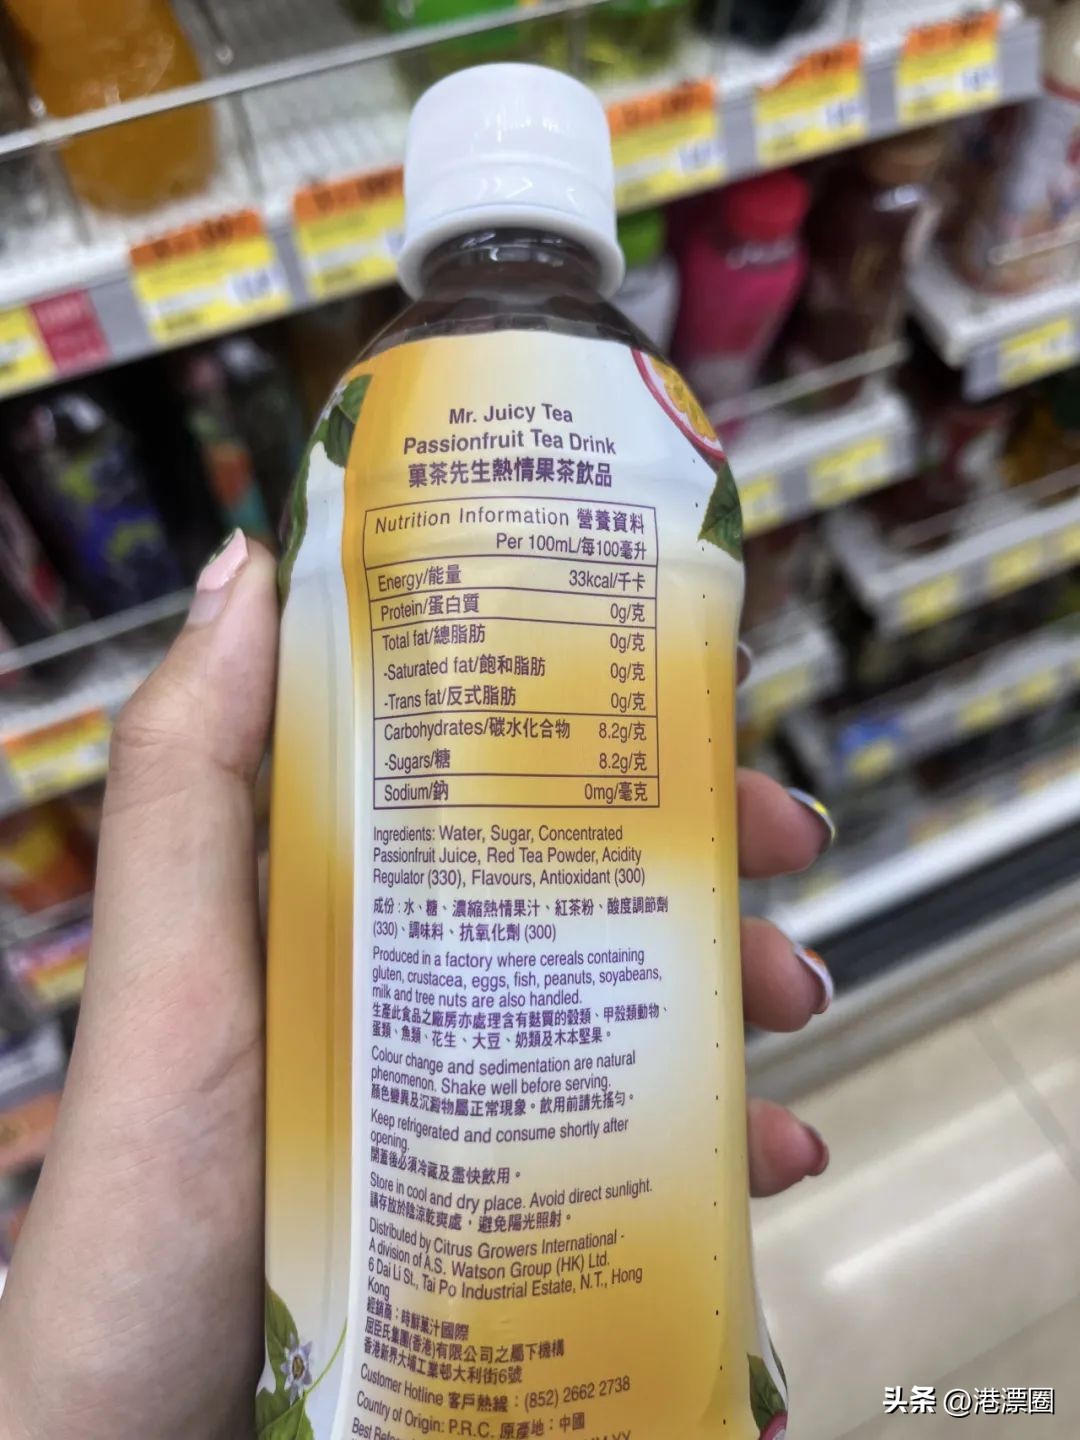 Mr. Juicy Tea
Passionfruit Tea Drink
菓茶先生熱情果茶飲品
Nutrition Information 營養資料
Per 100mL/每100毫升
Energy/能量 33kcal/千卡
Protein/蛋白質 0g/克
Total fat/總脂肪 0g/克
-Saturated fat/飽和脂肪 0g/克
-Trans fat/反式脂肪 0g/克
Carbohydrates/碳水化合物 8.2g/克
-Sugars/糖 8.2g/克
Sodium/鈉 0mg/毫克
Ingredients: Water, Sugar, Concentrated
Passionfruit Juice, Red Tea Powder, Acidity
Regulator (330), Flavours, Antioxidant (300)
成份 : 水、糖、濃縮熱情果汁、紅茶粉、酸度調節劑
(330)、調味料、抗氧化劑 (300)
Produced in a factory where cereals containing
gluten, crustacea, eggs, fish, peanuts, soyabeans,
milk and tree nuts are also handled.
生產此食品之廠房亦處理含有麩質的穀類、甲殼類動物、
蛋類、魚類、花生、大豆、奶類及木本堅果。
Colour change and sedimentation are natural
phenomenon. Shake well before serving.
顏色變異及沉澱物屬正常現象。飲用前請先搖勻。
Keep refrigerated and consume shortly after
opening.
開蓋後必須冷藏及盡快飲用。
Store in cool and dry place. Avoid direct sunlight.
請存放於陰涼乾爽處，避免陽光照射。
Distributed by Citrus Growers International -
A division of A.S. Watson Group (HK) Ltd.
6 Dai Li St., Tai Po Industrial Estate, N.T., Hong
Kong
經銷商：時鮮菓汁國際
屈臣氏集團(香港)有限公司之屬下機構
香港新界大埔工業邨大利街6號
Customer Hotline 客戶熱線：(852) 2662 2738
Country of Origin: P.R.C. 原產地：中國
Best
头条 @港漂圈